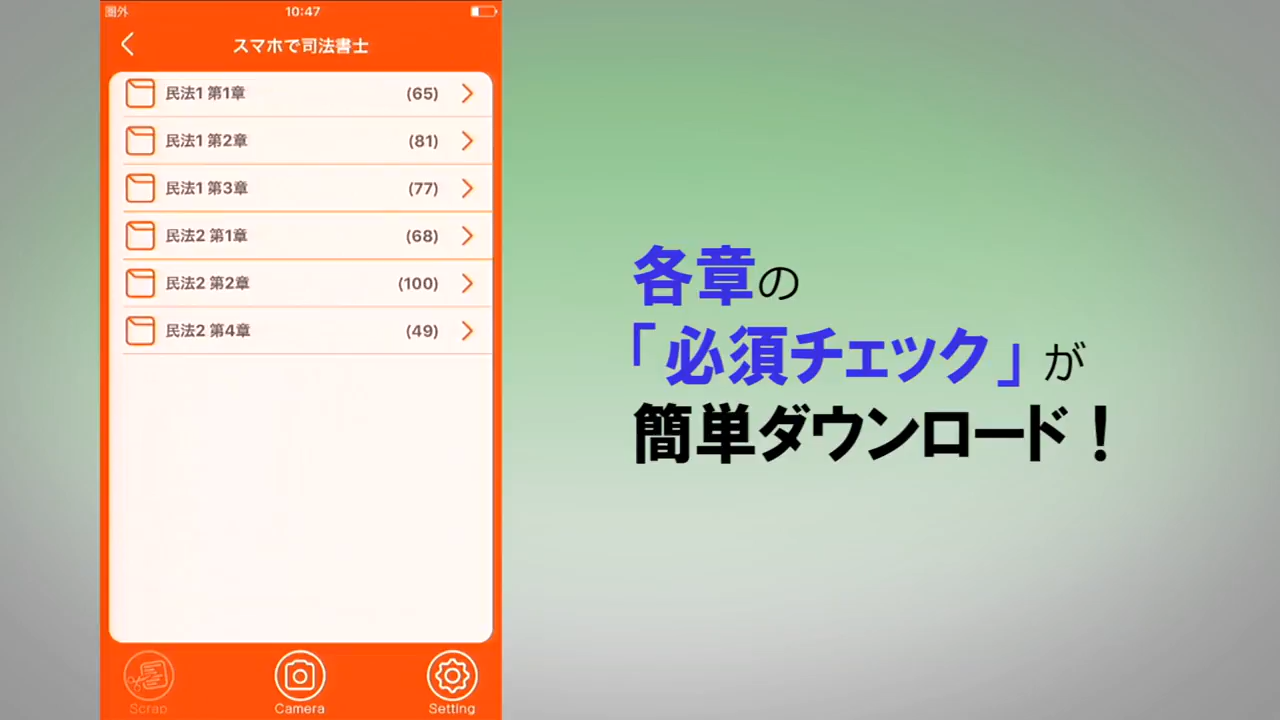 圏外 10:47
スマホで司法書士
民法1 第1章 (65)
民法1 第2章 (81)
民法1 第3章 (77)
民法2 第1章 (68)
民法2 第2章 (100)
民法2 第4章 (49)
Scrap Camera Setting
各章の
「必須チェック」が
簡単ダウンロード!